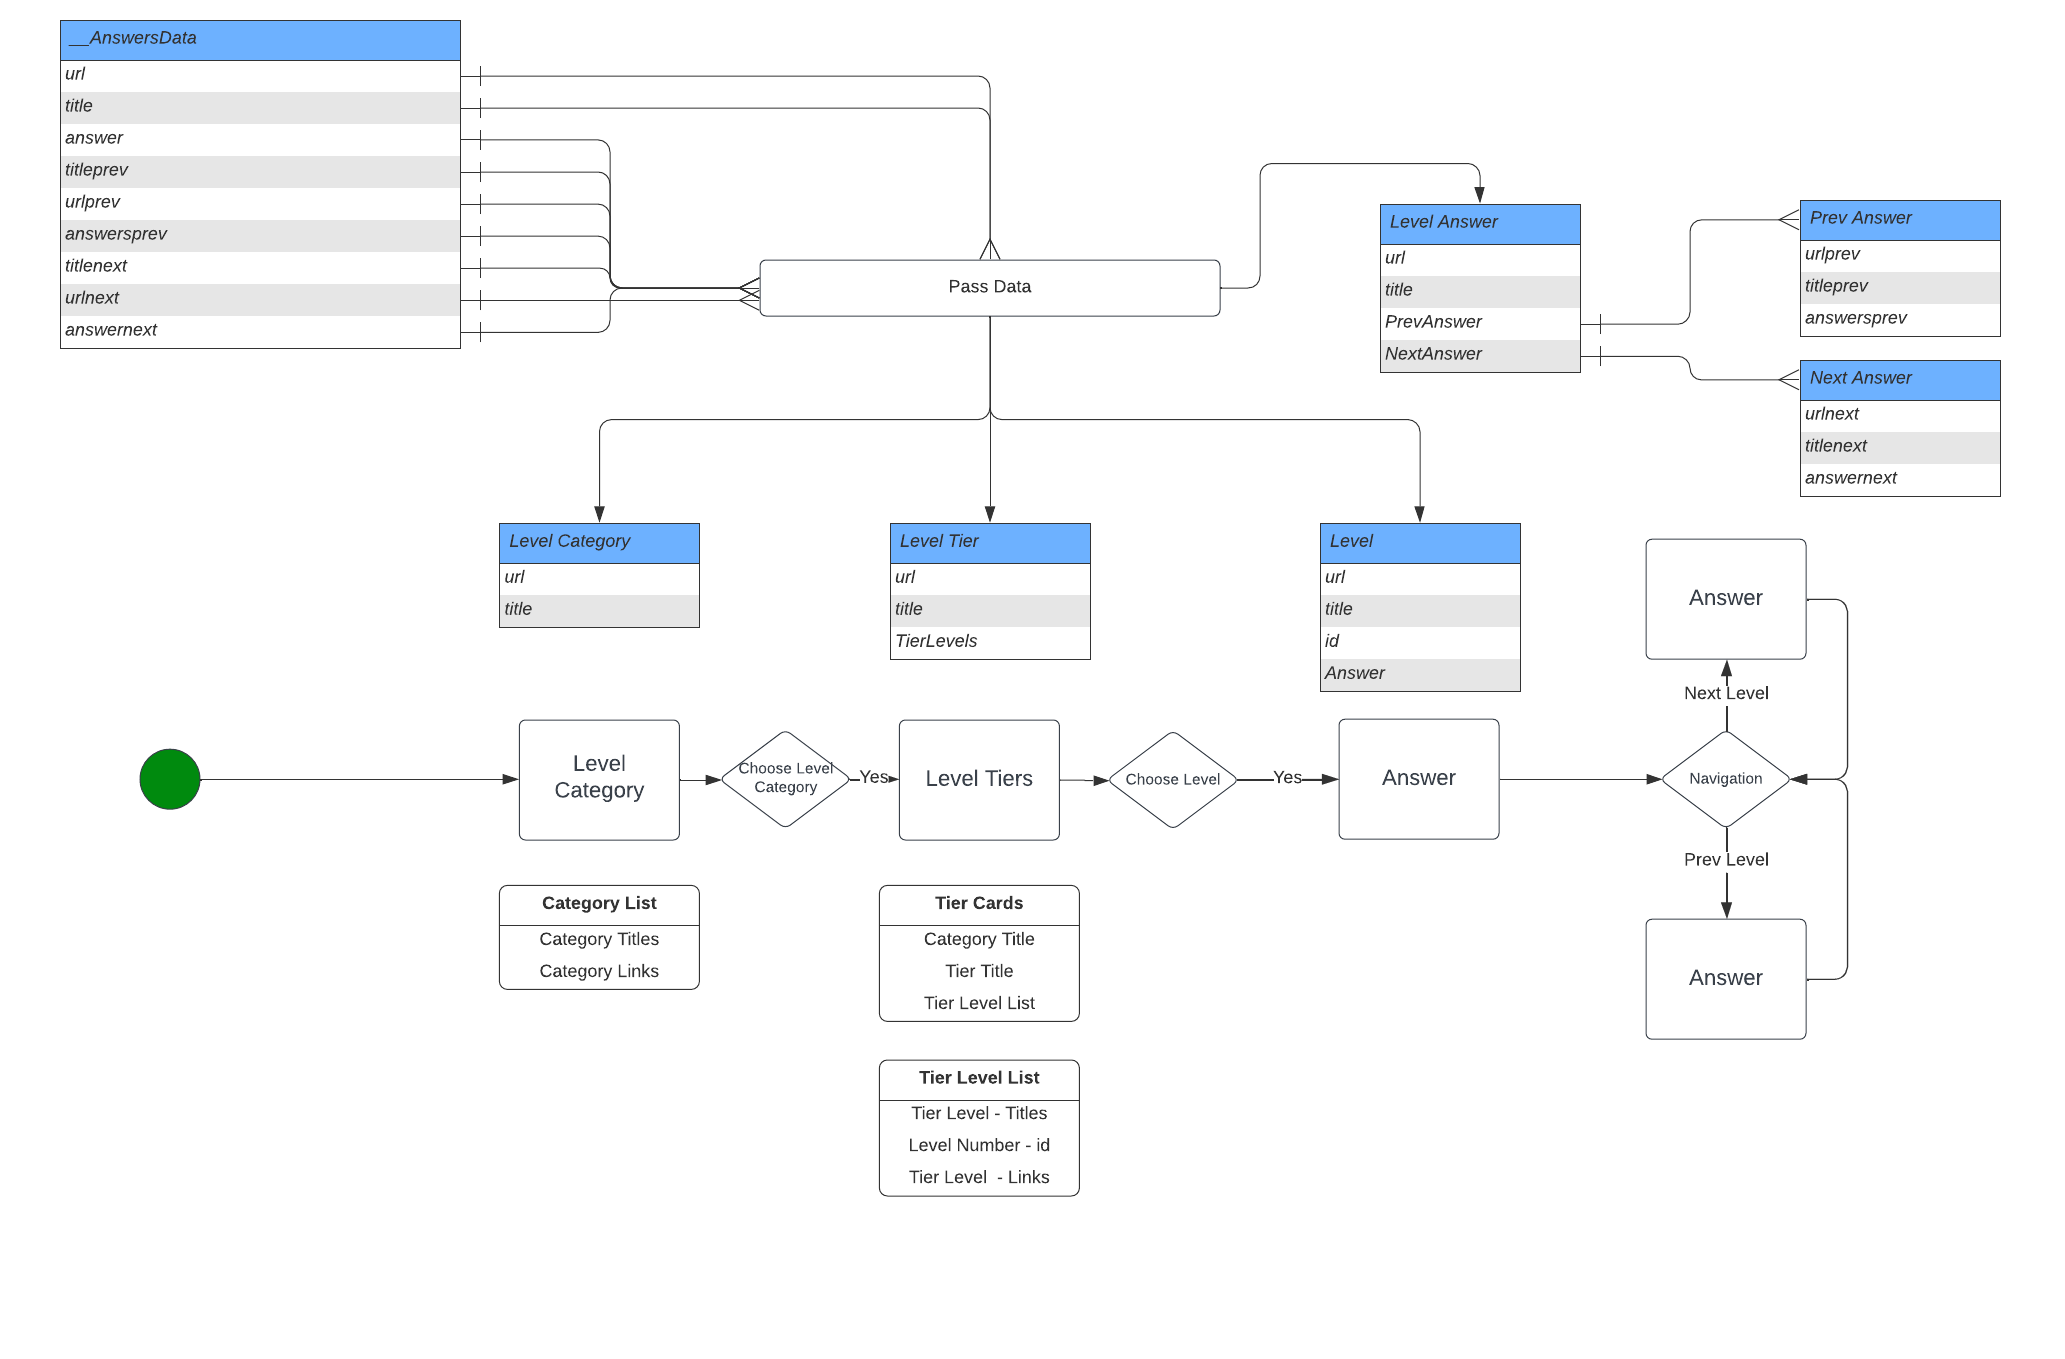 __AnswersData
url
title
answer
titleprev
urlprev
answersprev
titlenext
urlnext
answernext
Pass Data
Level Answer
url
title
PrevAnswer
NextAnswer
Prev Answer
urlprev
titleprev
answersprev
Next Answer
urlnext
titlenext
answernext
Level Category
url
title
Level Tier
url
title
TierLevels
Level
url
title
id
Answer
Answer
Next Level
Level
Category
Choose Level
Category
Yes
Level Tiers
Choose Level
Yes
Answer
Navigation
Prev Level
Answer
Category List
Category Titles
Category Links
Tier Cards
Category Title
Tier Title
Tier Level List
Tier Level List
Tier Level - Titles
Level Number - id
Tier Level  - Links